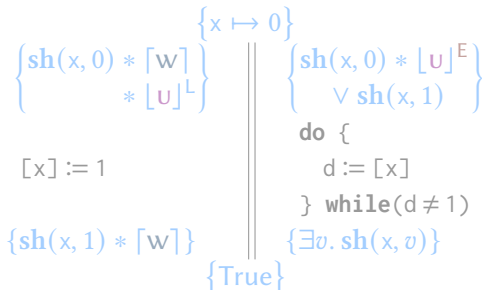 {x ↦ 0}
{sh(x, 0) ∗ ⌈W⌉ ∗ ⌊U⌋^L}
{sh(x, 0) ∗ ⌊U⌋^E ∨ sh(x, 1)}
[x] := 1
do {
d := [x]
} while(d ≠ 1)
{sh(x, 1) ∗ ⌈W⌉}
{∃v. sh(x, v)}
{True}